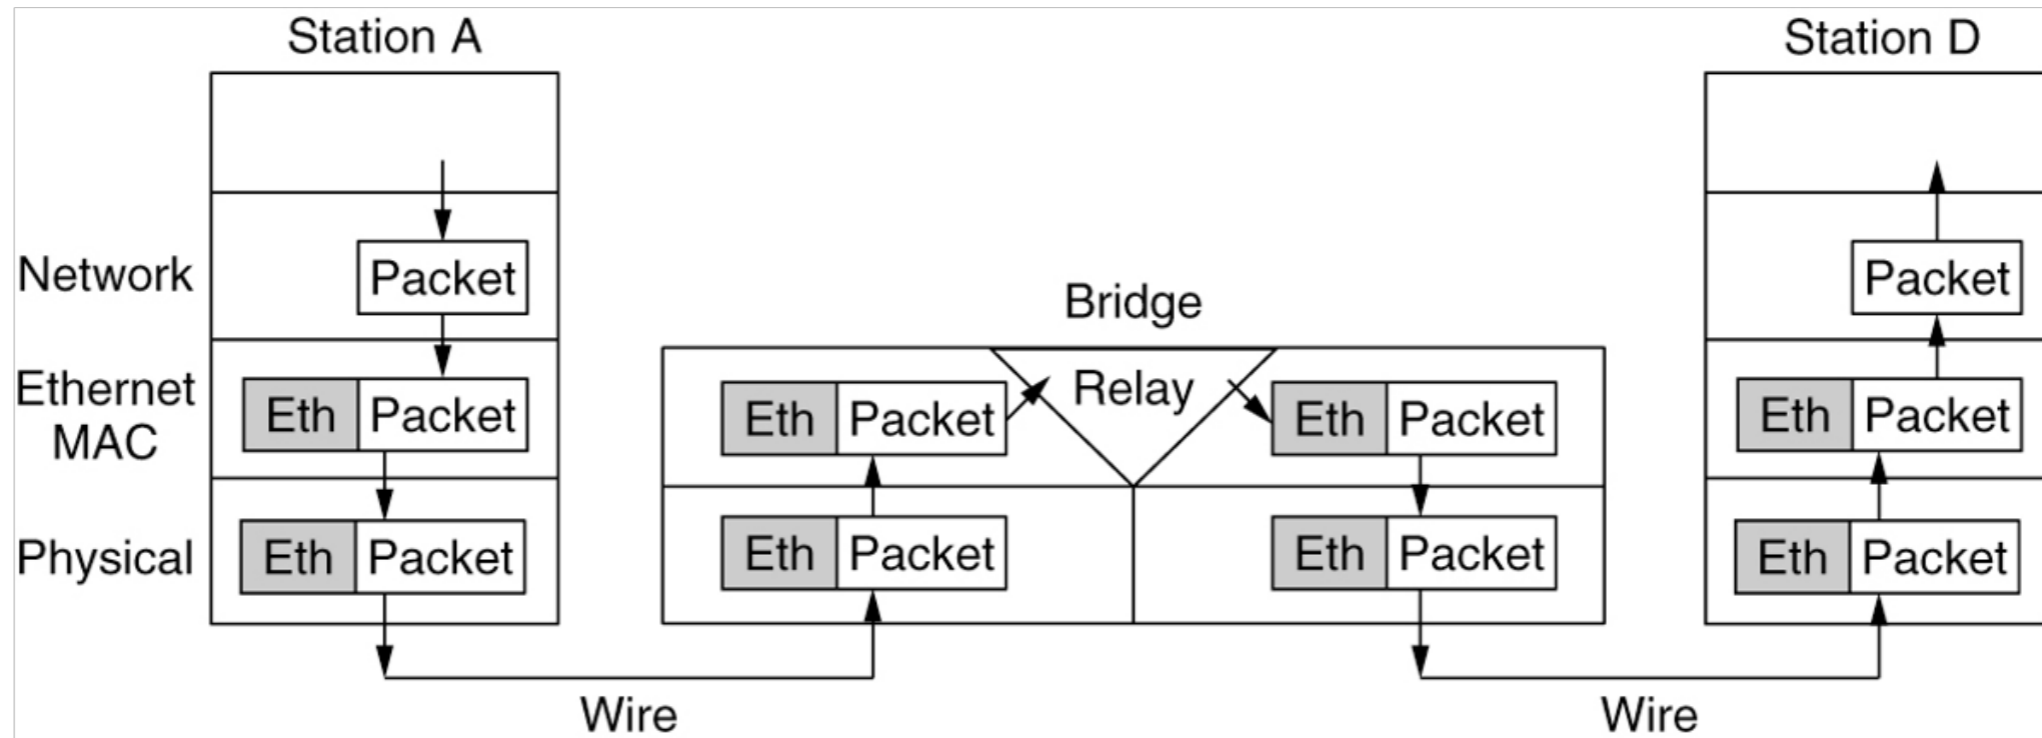 Station A
Station D
Network
Packet
Packet
Bridge
Ethernet
MAC
Eth Packet
Eth Packet
Relay
Eth Packet
Eth Packet
Physical
Eth Packet
Eth Packet
Eth Packet
Eth Packet
Wire
Wire